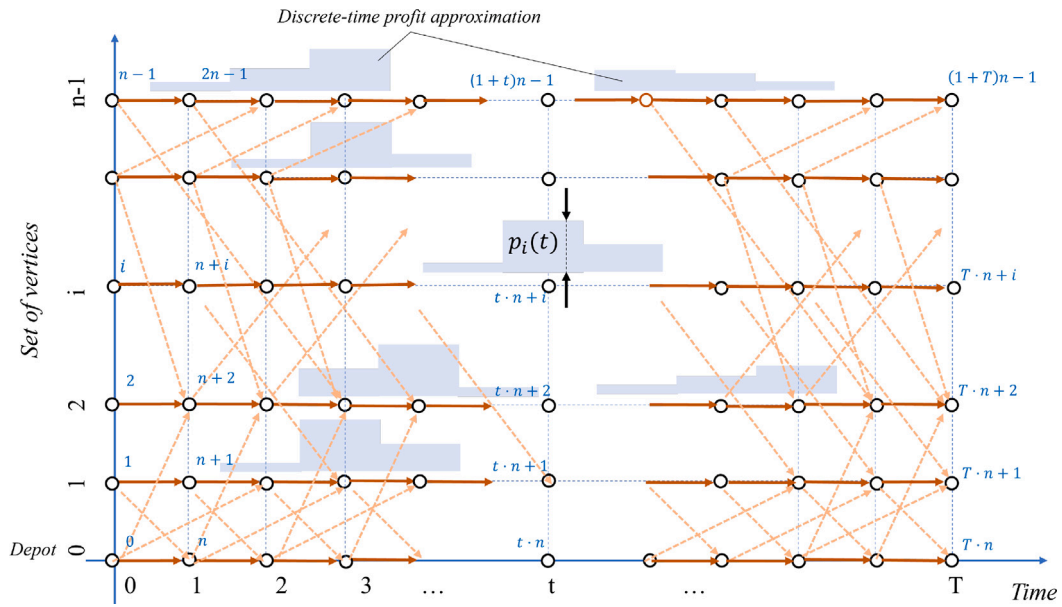 Discrete-time profit approximation
n-1
n − 1
2n − 1
(1 + t)n − 1
(1 + T)n − 1
Set of vertices
p_i(t)
i
i
n + i
t · n + i
T · n + i
2
2
n + 2
t · n + 2
T · n + 2
1
1
n + 1
t · n + 1
T · n + 1
Depot
0
0
n
t · n
T · n
0 1 2 3 ... t ... T
Time